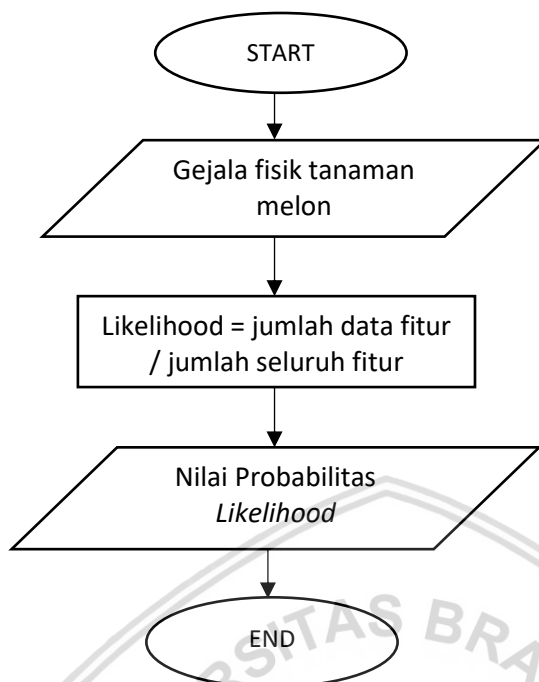 START
Gejala fisik tanaman
melon
Likelihood = jumlah data fitur
/ jumlah seluruh fitur
Nilai Probabilitas
Likelihood
END